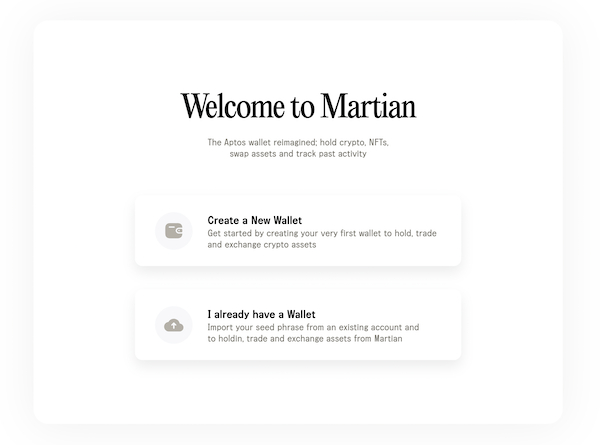 Welcome to Martian
The Aptos wallet reimagined; hold crypto, NFTs,
swap assets and track past activity
Create a New Wallet
Get started by creating your very first wallet to hold, trade
and exchange crypto assets
I already have a Wallet
Import your seed phrase from an existing account and
to holdin, trade and exchange assets from Martian